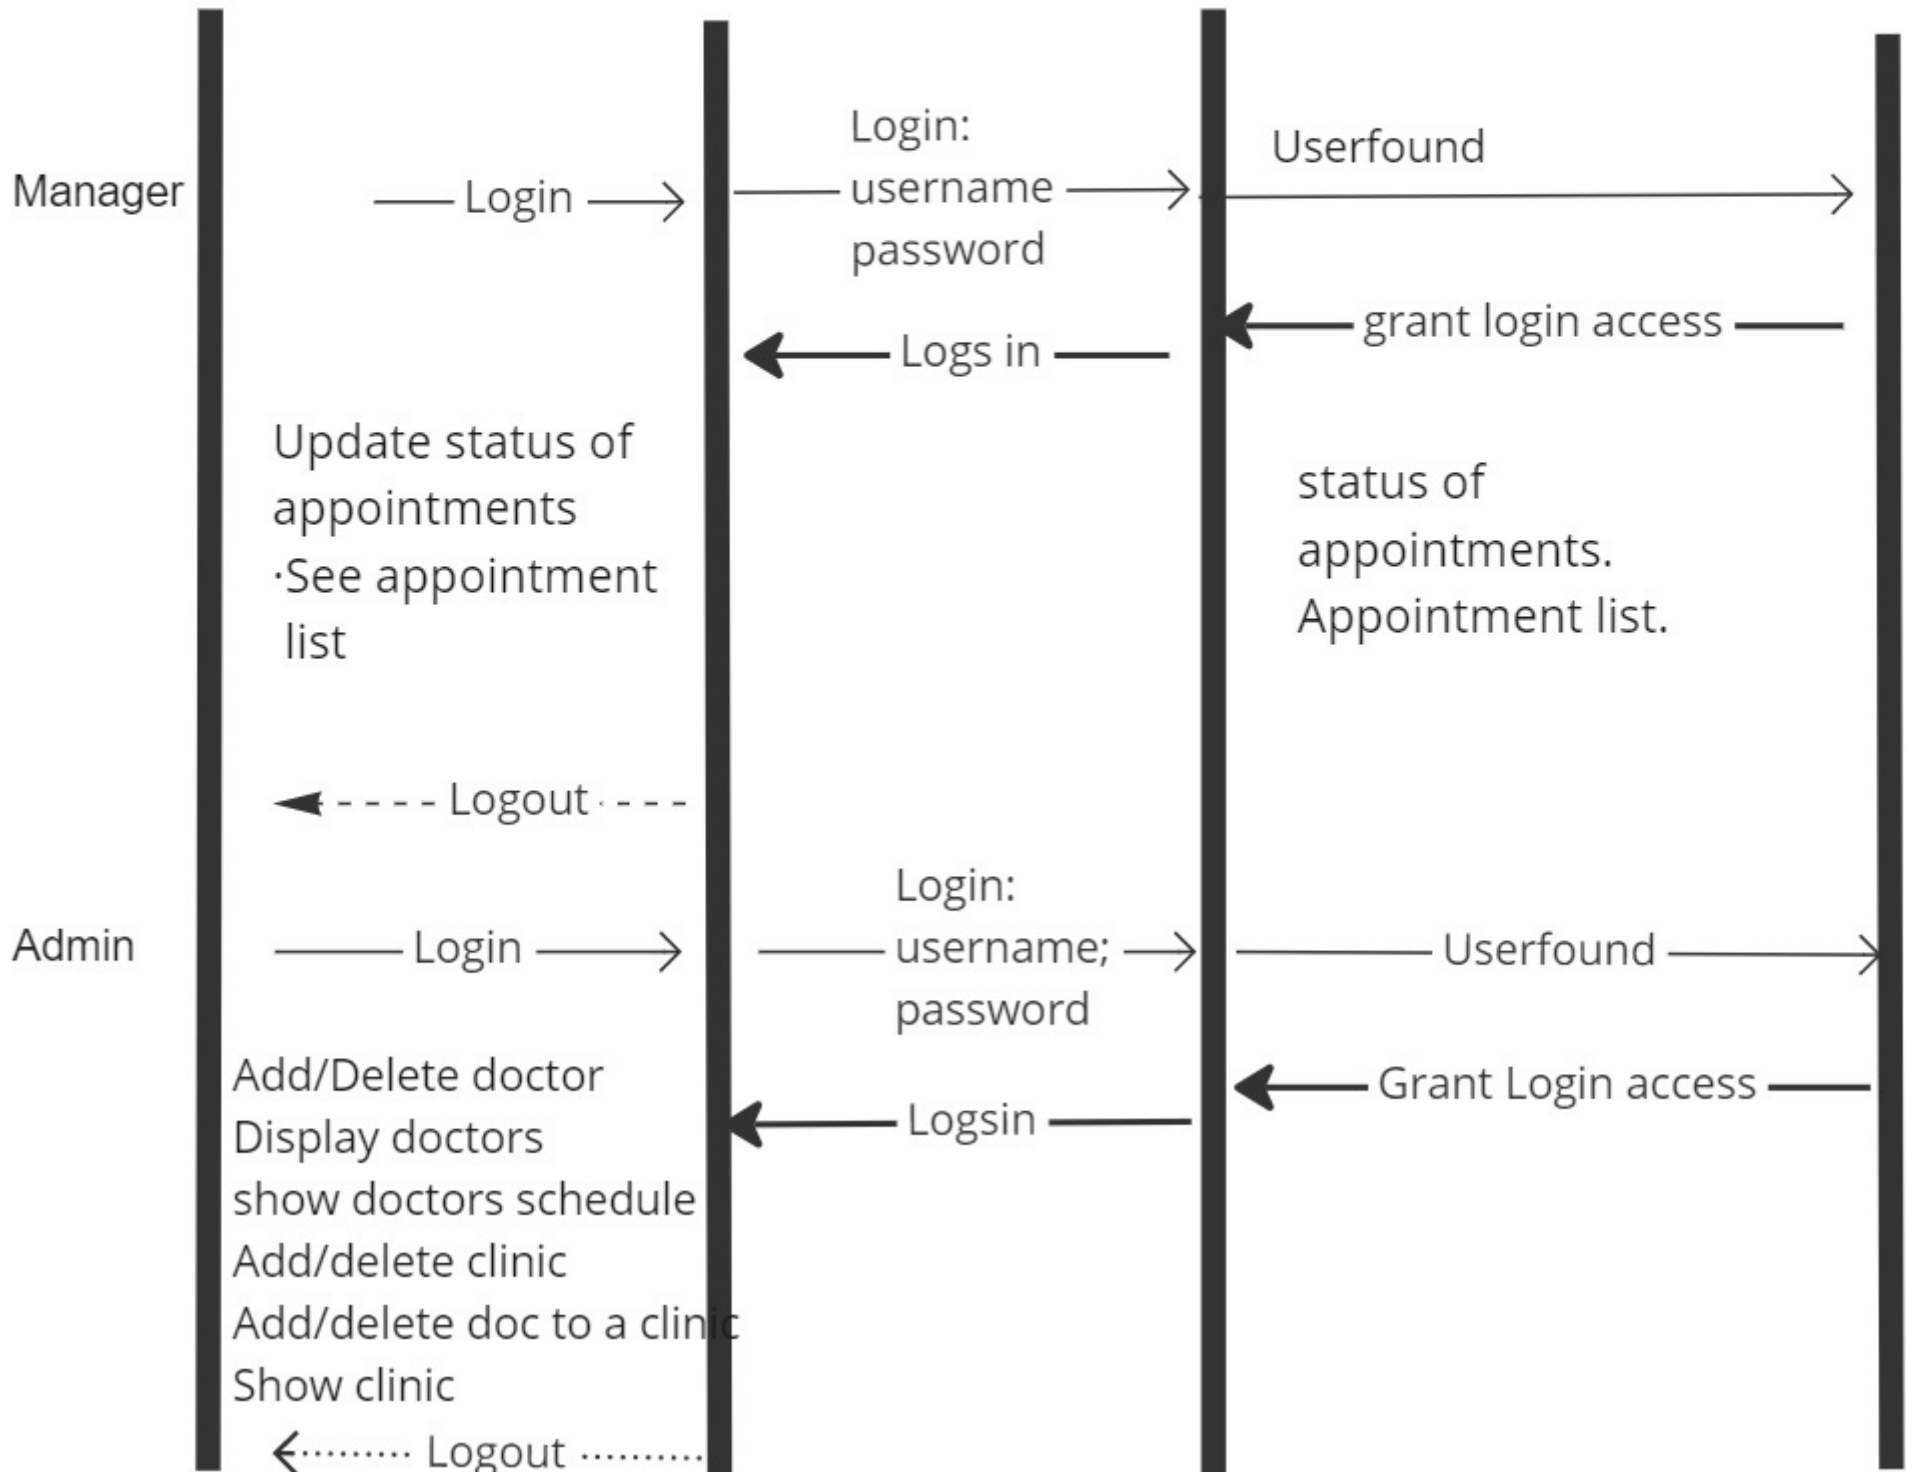 Manager
Login
Login:
username
password
Userfound
grant login access
Logs in
Update status of
appointments
·See appointment
list
status of
appointments.
Appointment list.
Logout
Admin
Login
Login:
username;
password
Userfound
Grant Login access
Logsin
Add/Delete doctor
Display doctors
show doctors schedule
Add/delete clinic
Add/delete doc to a clinic
Show clinic
Logout